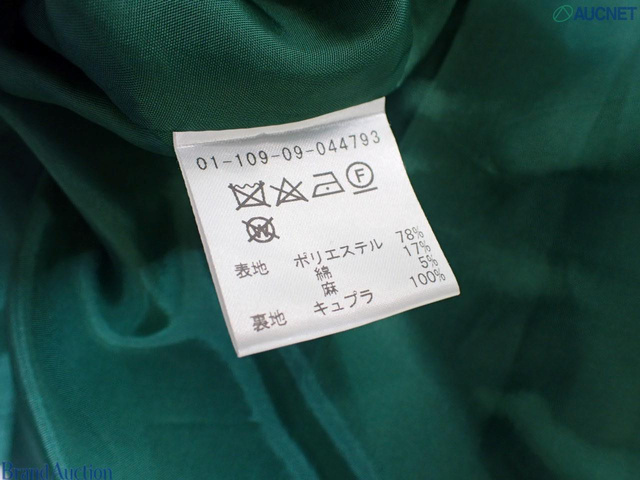 AUCNET
01-109-09-044793
表地 ポリエステル 78%
綿 17%
麻 5%
裏地 キュプラ 100%
Brand Auction